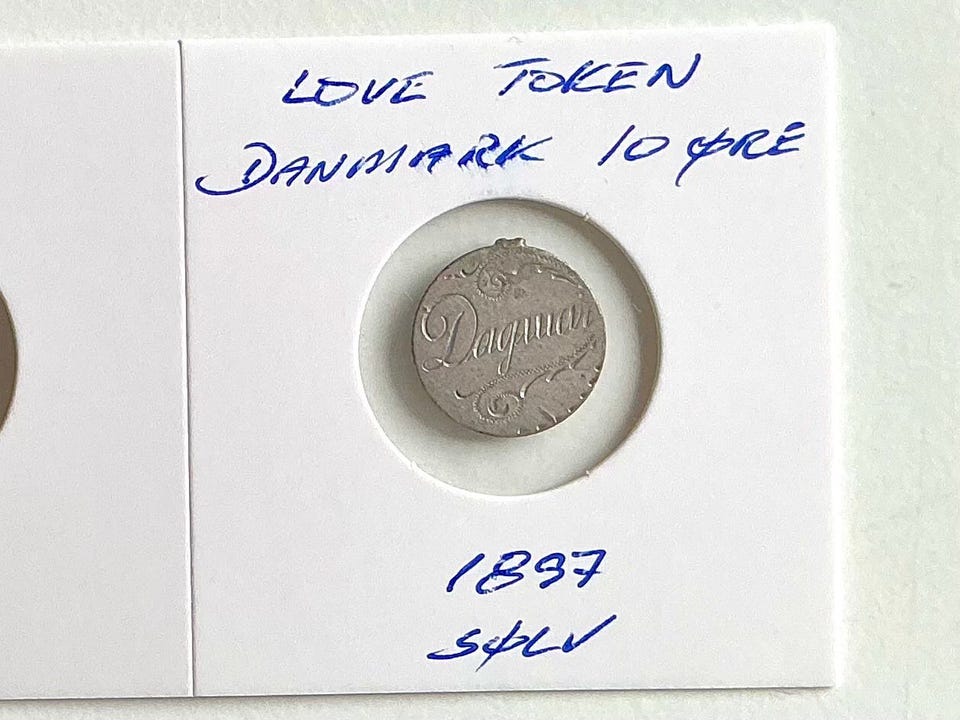 LOVE TOKEN
DANMARK 10 ØRE
Dagmar
1897
SØLV